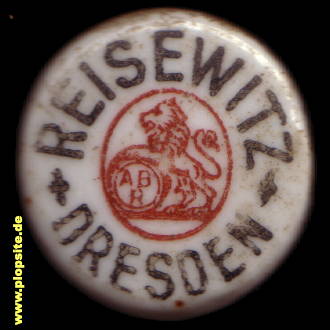 REISEWITZ
A B
R
DRESDEN
www.plopsite.de